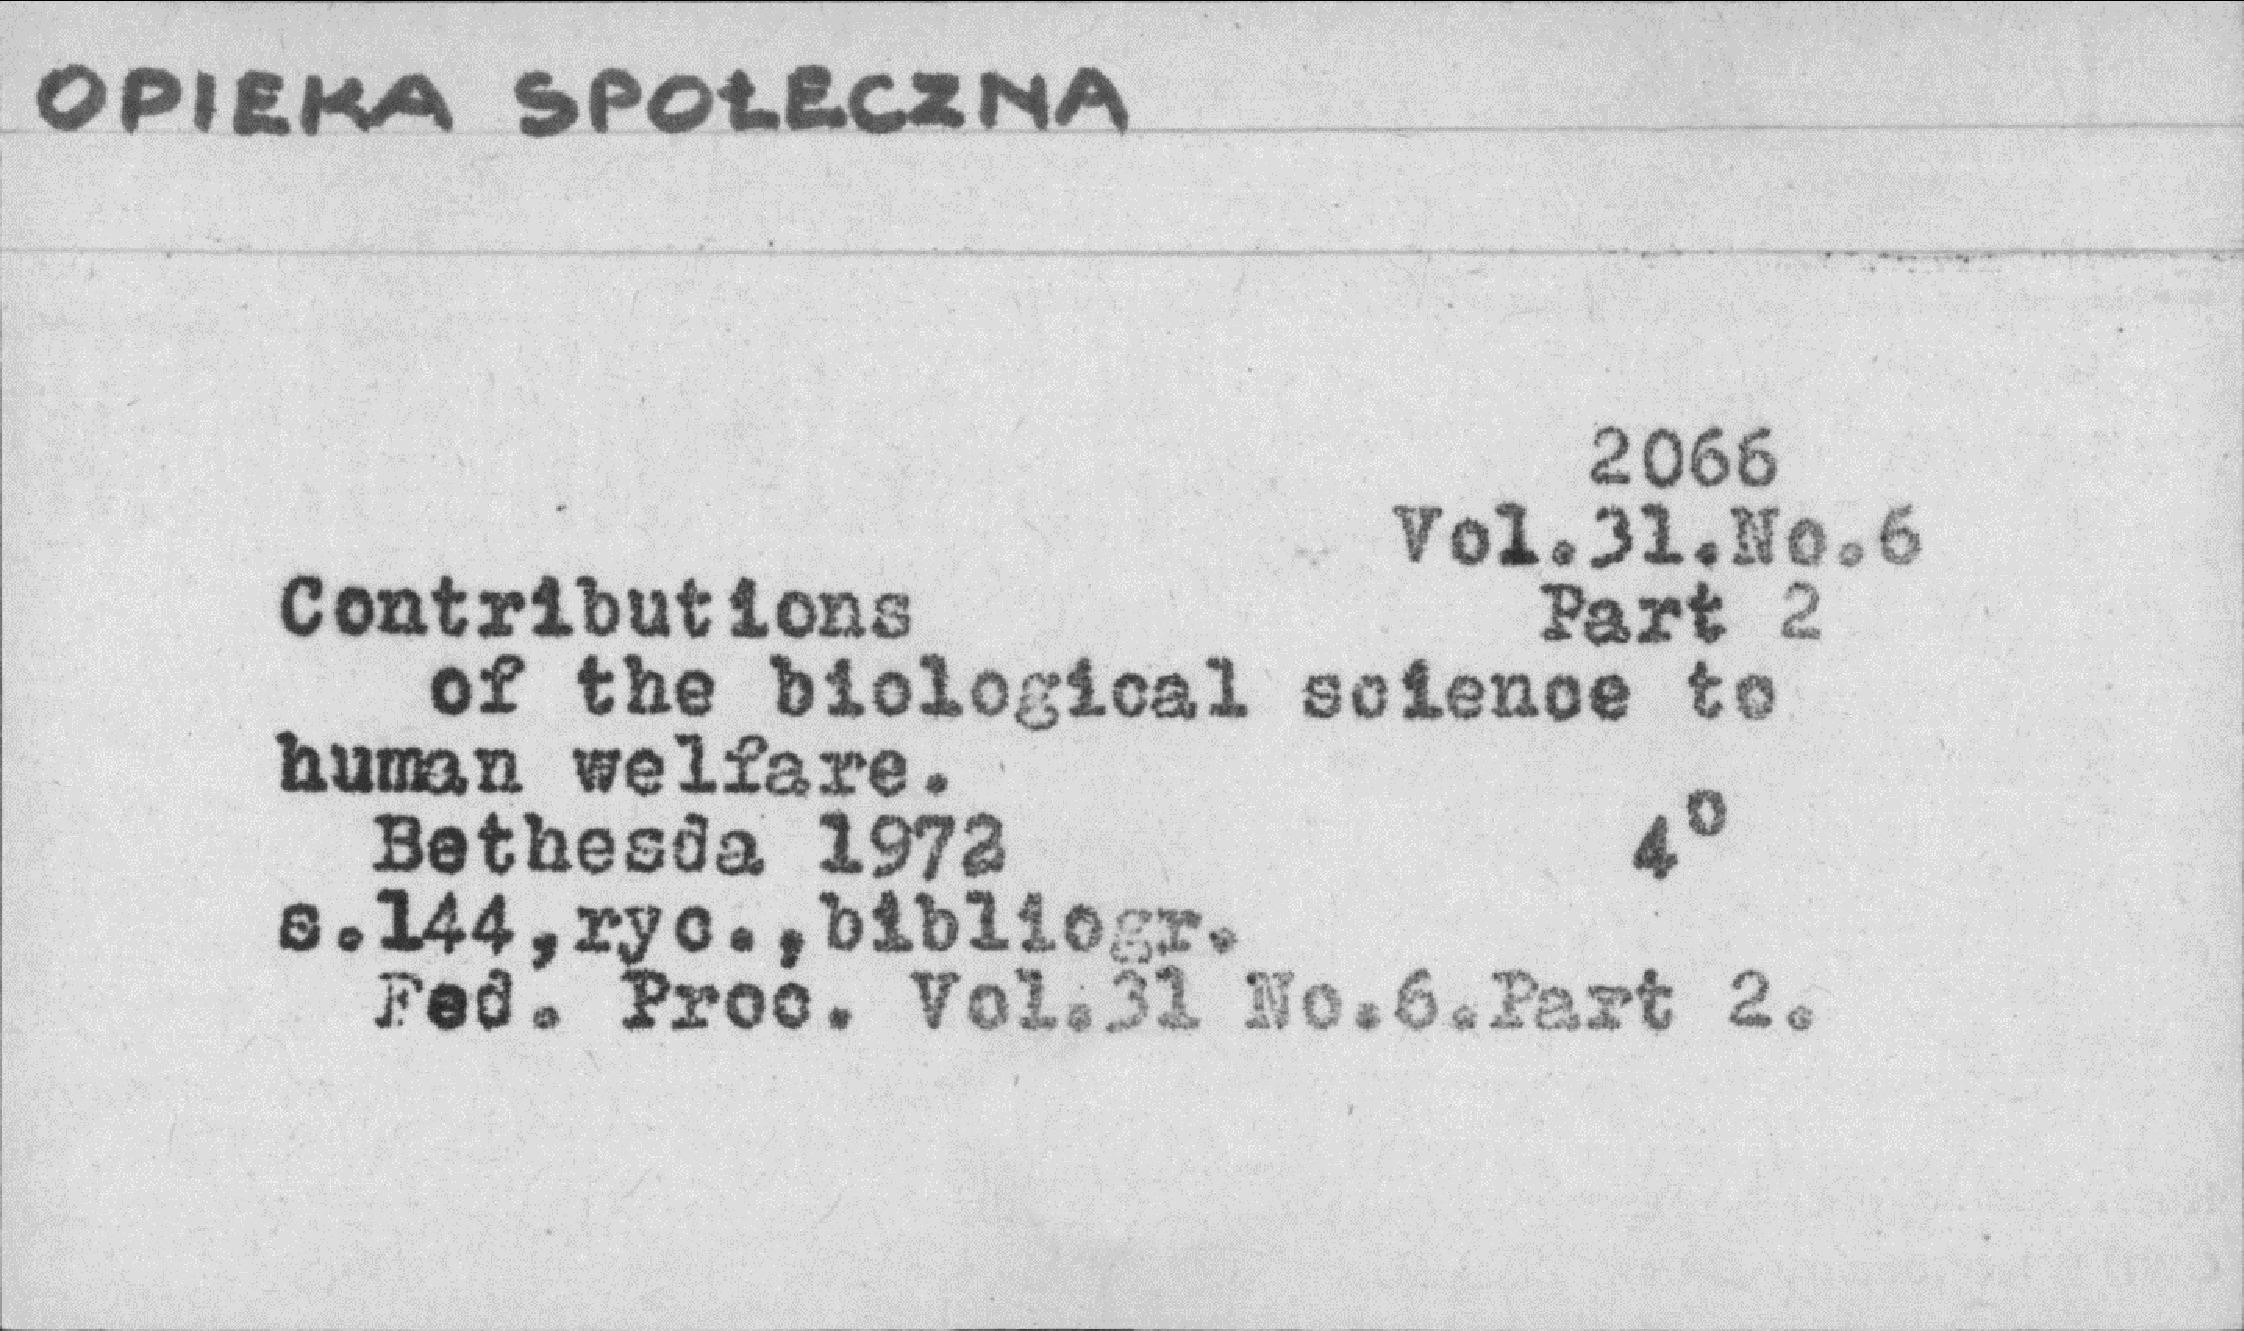 OPIEKA SPOŁECZNA
2066
Vol.31.No.6
Contributions Part 2
of the biological science to
human welfare.
Bethesda 1972 4o
s.144,ryc.,bibliogr.
Fed. Proc. Vol.31 No.6.Part 2.